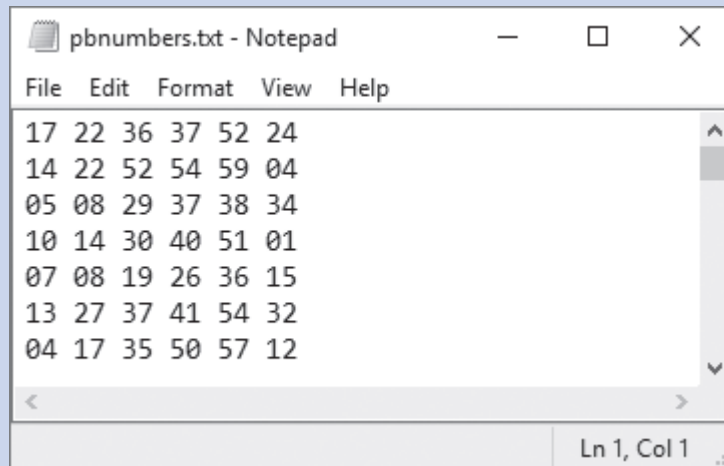 pbnumbers.txt - Notepad
File Edit Format View Help
17 22 36 37 52 24
14 22 52 54 59 04
05 08 29 37 38 34
10 14 30 40 51 01
07 08 19 26 36 15
13 27 37 41 54 32
04 17 35 50 57 12
Ln 1, Col 1